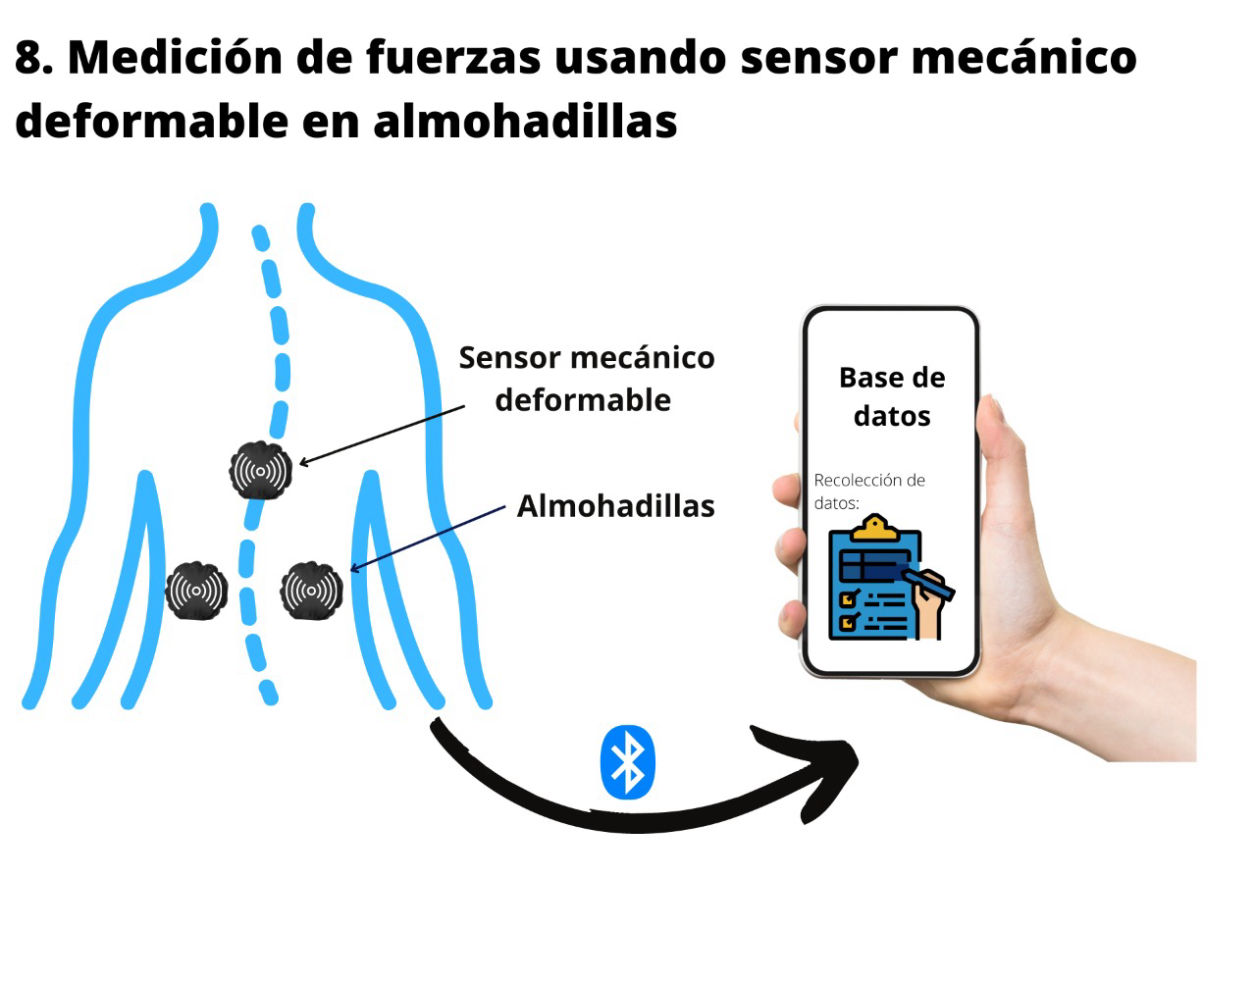 8. Medición de fuerzas usando sensor mecánico
deformable en almohadillas
Sensor mecánico
deformable
Almohadillas
Base de
datos
Recolección de
datos: